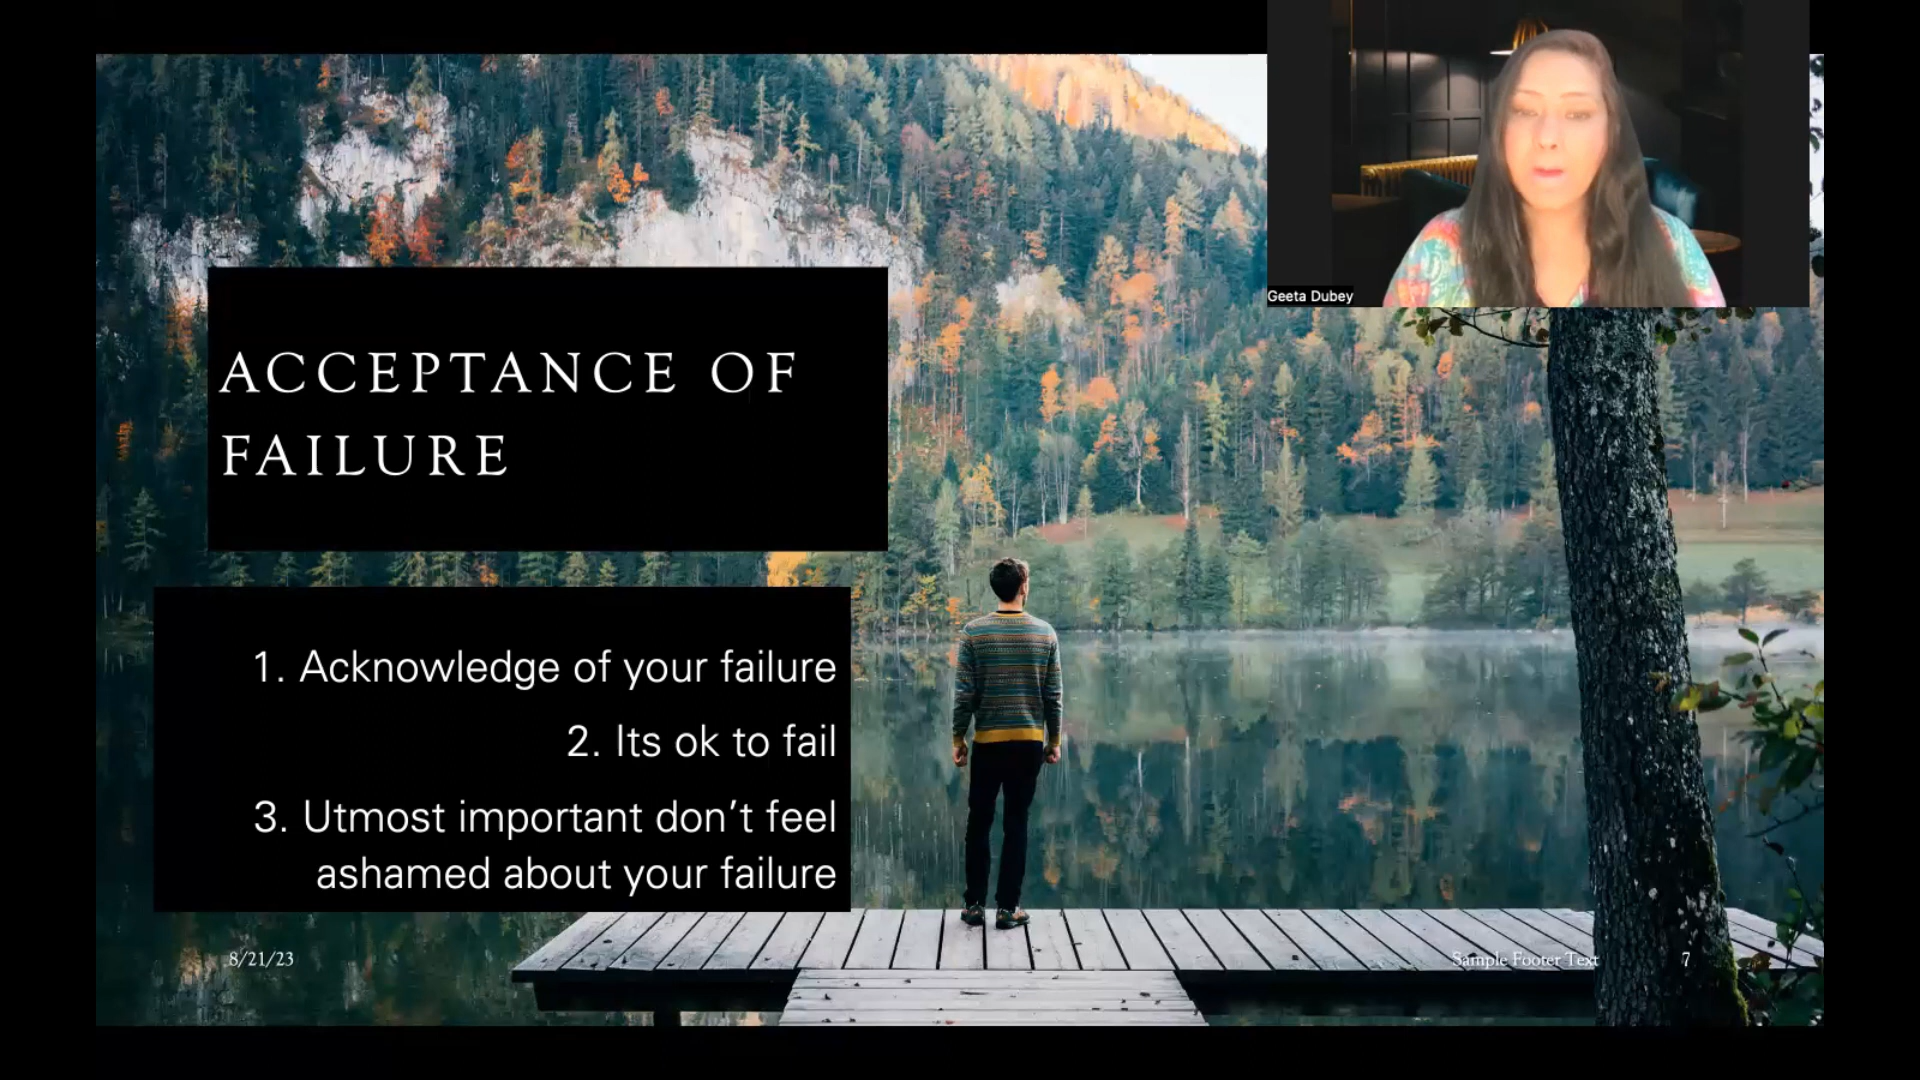 Geeta Dubey
ACCEPTANCE OF
FAILURE
1. Acknowledge of your failure
2. Its ok to fail
3. Utmost important don’t feel
ashamed about your failure
8/21/23
Sample Footer Text
7